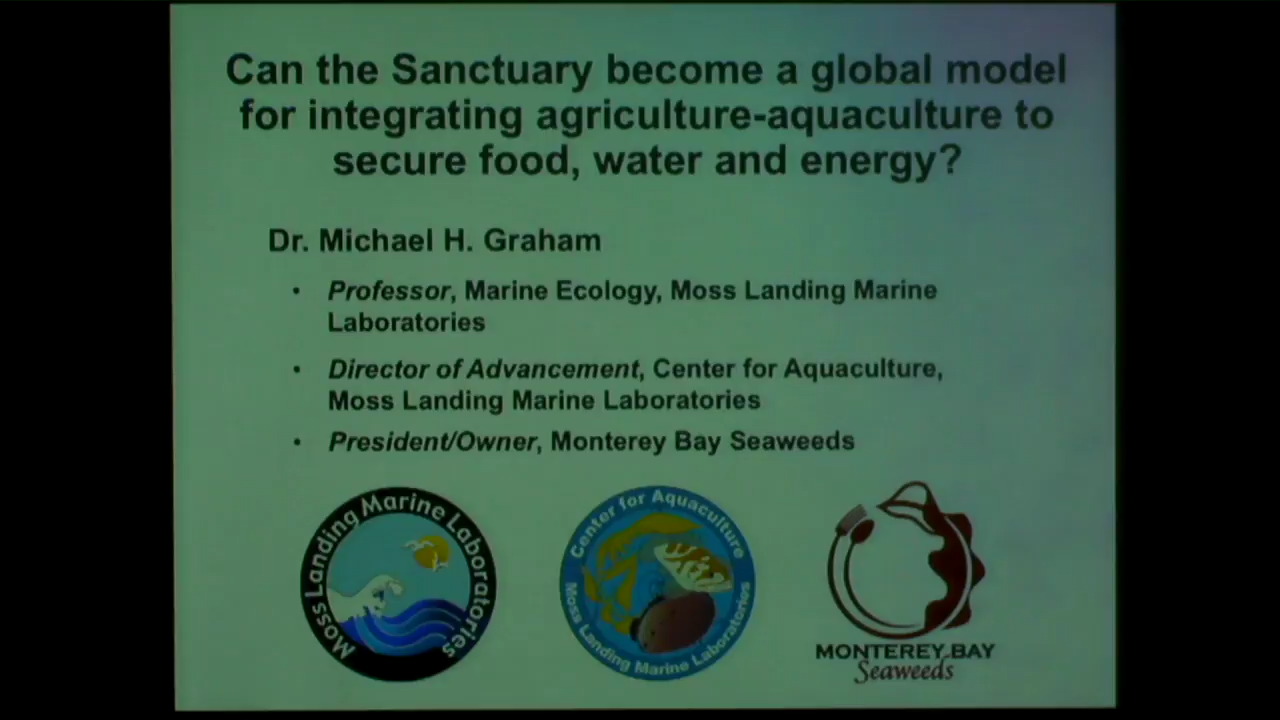 Can the Sanctuary become a global model
for integrating agriculture-aquaculture to
secure food, water and energy?
Dr. Michael H. Graham
• Professor, Marine Ecology, Moss Landing Marine
Laboratories
• Director of Advancement, Center for Aquaculture,
Moss Landing Marine Laboratories
• President/Owner, Monterey Bay Seaweeds
Moss Landing Marine Laboratories
Center for Aquaculture
Moss Landing Marine Laboratories
MONTEREY BAY
Seaweeds